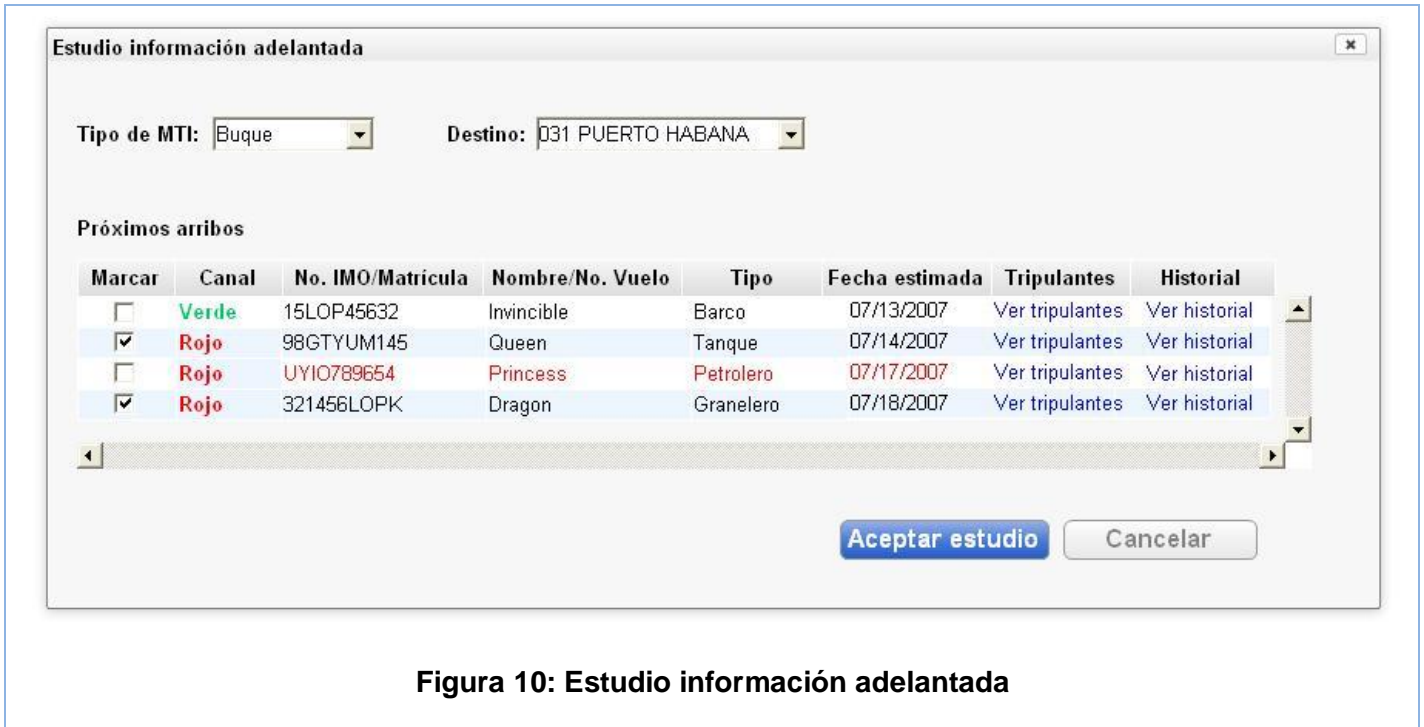 Estudio información adelantada
Tipo de MTI: Buque Destino: 031 PUERTO HABANA
Próximos arribos
Marcar Canal No. IMO/Matrícula Nombre/No. Vuelo Tipo Fecha estimada Tripulantes Historial
Verde 15LOP45632 Invincible Barco 07/13/2007 Ver tripulantes Ver historial
Rojo 98GTYUM145 Queen Tanque 07/14/2007 Ver tripulantes Ver historial
Rojo UYIO789654 Princess Petrolero 07/17/2007 Ver tripulantes Ver historial
Rojo 321456LOPK Dragon Granelero 07/18/2007 Ver tripulantes Ver historial
Aceptar estudio Cancelar
Figura 10: Estudio información adelantada